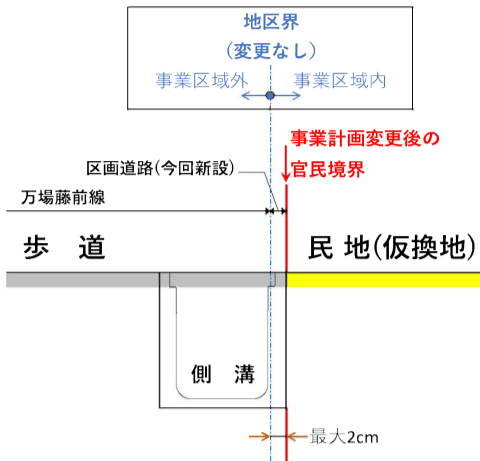 地区界
(変更なし)
事業区域外 事業区域内
事業計画変更後の
官民境界
区画道路(今回新設)
万場藤前線
歩 道 民 地(仮換地)
側 溝
最大2cm